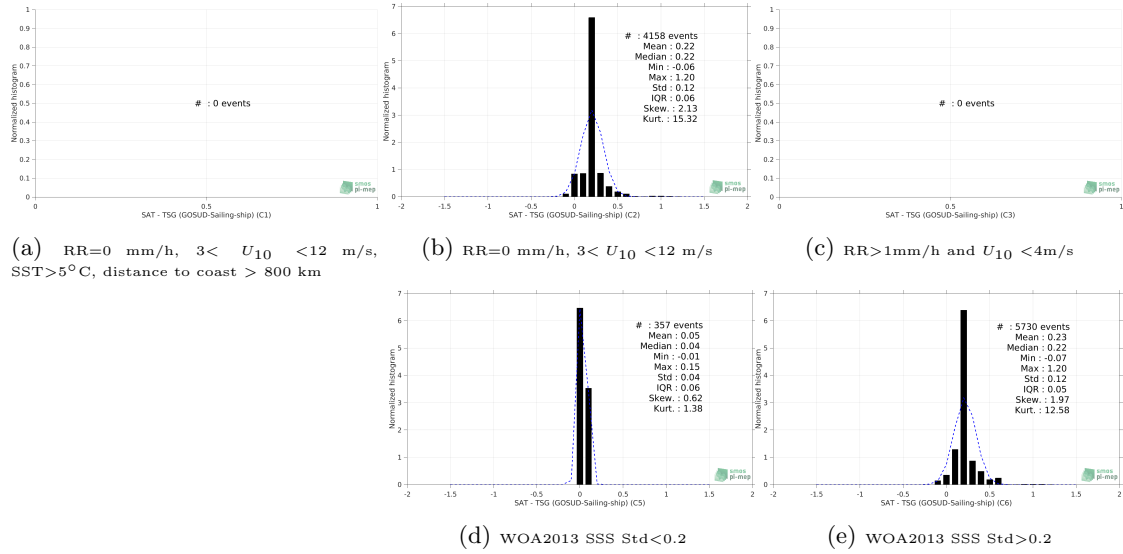 1
0.9
0.8
0.7
0.6
0.5
0.4
0.3
0.2
0.1
0
Normalized histogram
# : 0 events
smos
pi-mep
0 0.5 1
SAT - TSG (GOSUD-Sailing-ship) (C1)
(a) RR=0 mm/h, 3< U10 <12 m/s,
SST>5°C, distance to coast > 800 km
7
6
5
4
3
2
1
0
Normalized histogram
# : 4158 events
Mean : 0.22
Median : 0.22
Min : -0.06
Max : 1.20
Std : 0.12
IQR : 0.06
Skew. : 2.13
Kurt. : 15.32
smos
pi-mep
-2 -1.5 -1 -0.5 0 0.5 1 1.5 2
SAT - TSG (GOSUD-Sailing-ship) (C2)
(b) RR=0 mm/h, 3< U10 <12 m/s
1
0.9
0.8
0.7
0.6
0.5
0.4
0.3
0.2
0.1
0
Normalized histogram
# : 0 events
smos
pi-mep
0 0.5 1
SAT - TSG (GOSUD-Sailing-ship) (C3)
(c) RR>1mm/h and U10 <4m/s
7
6
5
4
3
2
1
0
Normalized histogram
# : 357 events
Mean : 0.05
Median : 0.04
Min : -0.01
Max : 0.15
Std : 0.04
IQR : 0.06
Skew. : 0.62
Kurt. : 1.38
smos
pi-mep
-2 -1.5 -1 -0.5 0 0.5 1 1.5 2
SAT - TSG (GOSUD-Sailing-ship) (C5)
(d) WOA2013 SSS Std<0.2
7
6
5
4
3
2
1
0
Normalized histogram
# : 5730 events
Mean : 0.23
Median : 0.22
Min : -0.07
Max : 1.20
Std : 0.12
IQR : 0.05
Skew. : 1.97
Kurt. : 12.58
smos
pi-mep
-2 -1.5 -1 -0.5 0 0.5 1 1.5 2
SAT - TSG (GOSUD-Sailing-ship) (C6)
(e) WOA2013 SSS Std>0.2